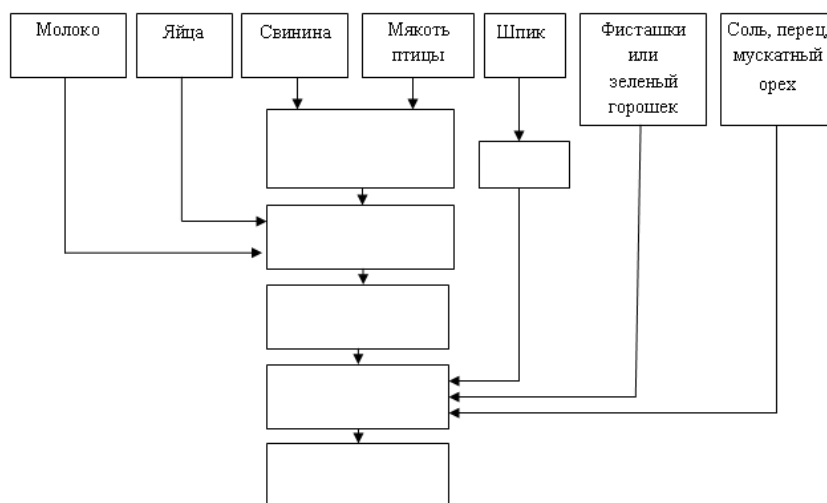 Молоко
Яйца
Свинина
Мякоть
птицы
Шпик
Фисташки
или
зеленый
горошек
Соль, перец,
мускатный
орех